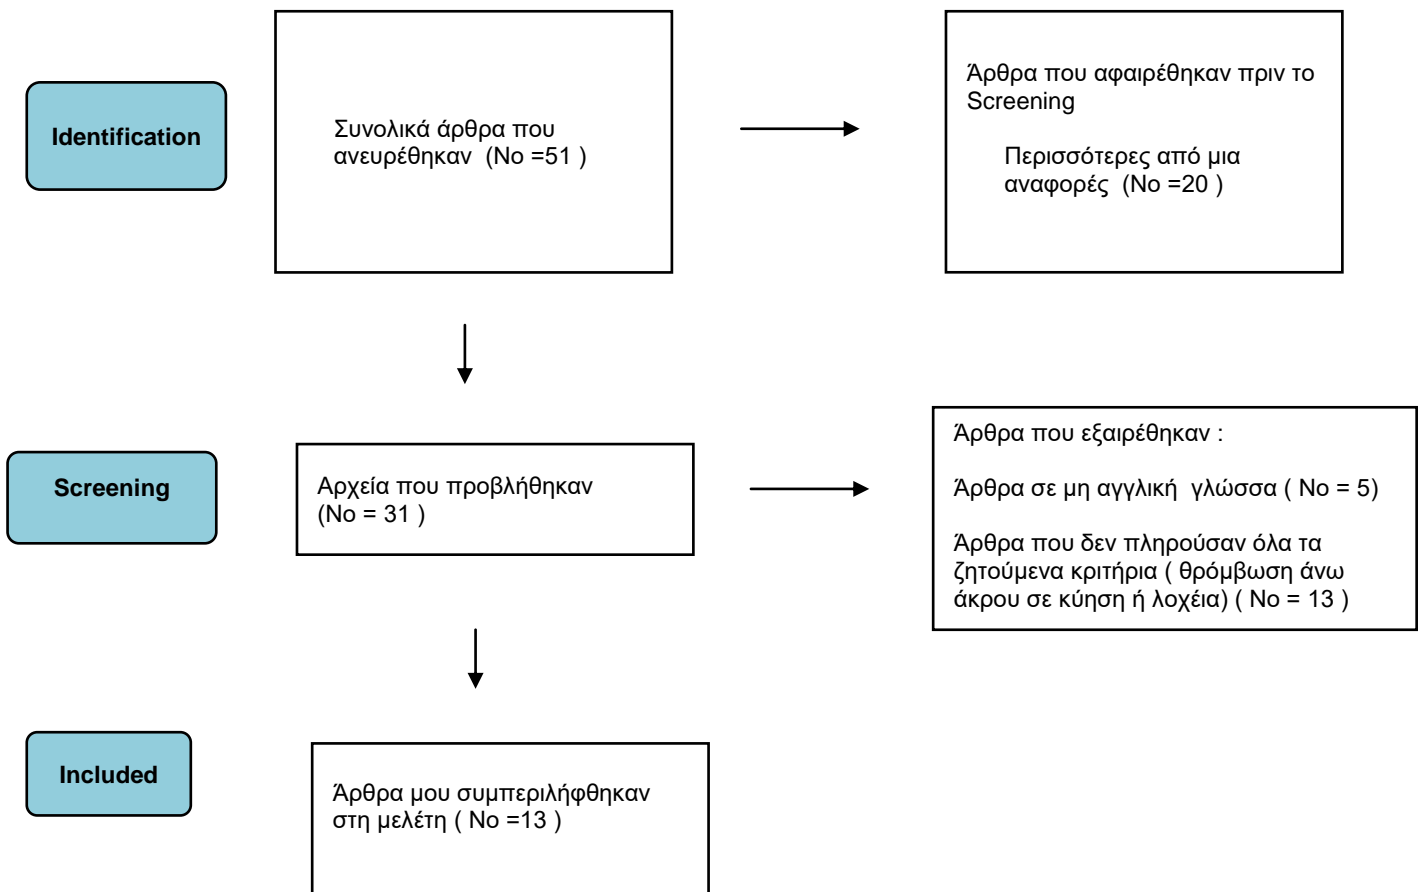 Identification
Συνολικά άρθρα που
ανευρέθηκαν (No =51 )
Άρθρα που αφαιρέθηκαν πριν το
Screening
Περισσότερες από μια
αναφορές (No =20 )
Screening
Αρχεία που προβλήθηκαν
(No = 31 )
Άρθρα που εξαιρέθηκαν :
Άρθρα σε μη αγγλική γλώσσα ( No = 5)
Άρθρα που δεν πληρούσαν όλα τα
ζητούμενα κριτήρια ( θρόμβωση άνω
άκρου σε κύηση ή λοχέια) ( No = 13 )
Included
Άρθρα μου συμπεριλήφθηκαν
στη μελέτη ( No =13 )